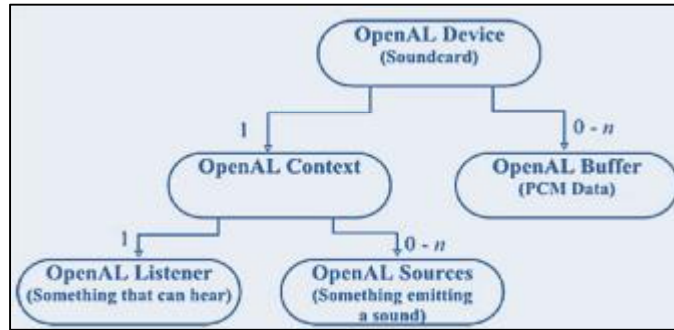 OpenAL Device
(Soundcard)
1
0 - n
OpenAL Context
OpenAL Buffer
(PCM Data)
1
0 - n
OpenAL Listener
(Something that can hear)
OpenAL Sources
(Something emitting
a sound)